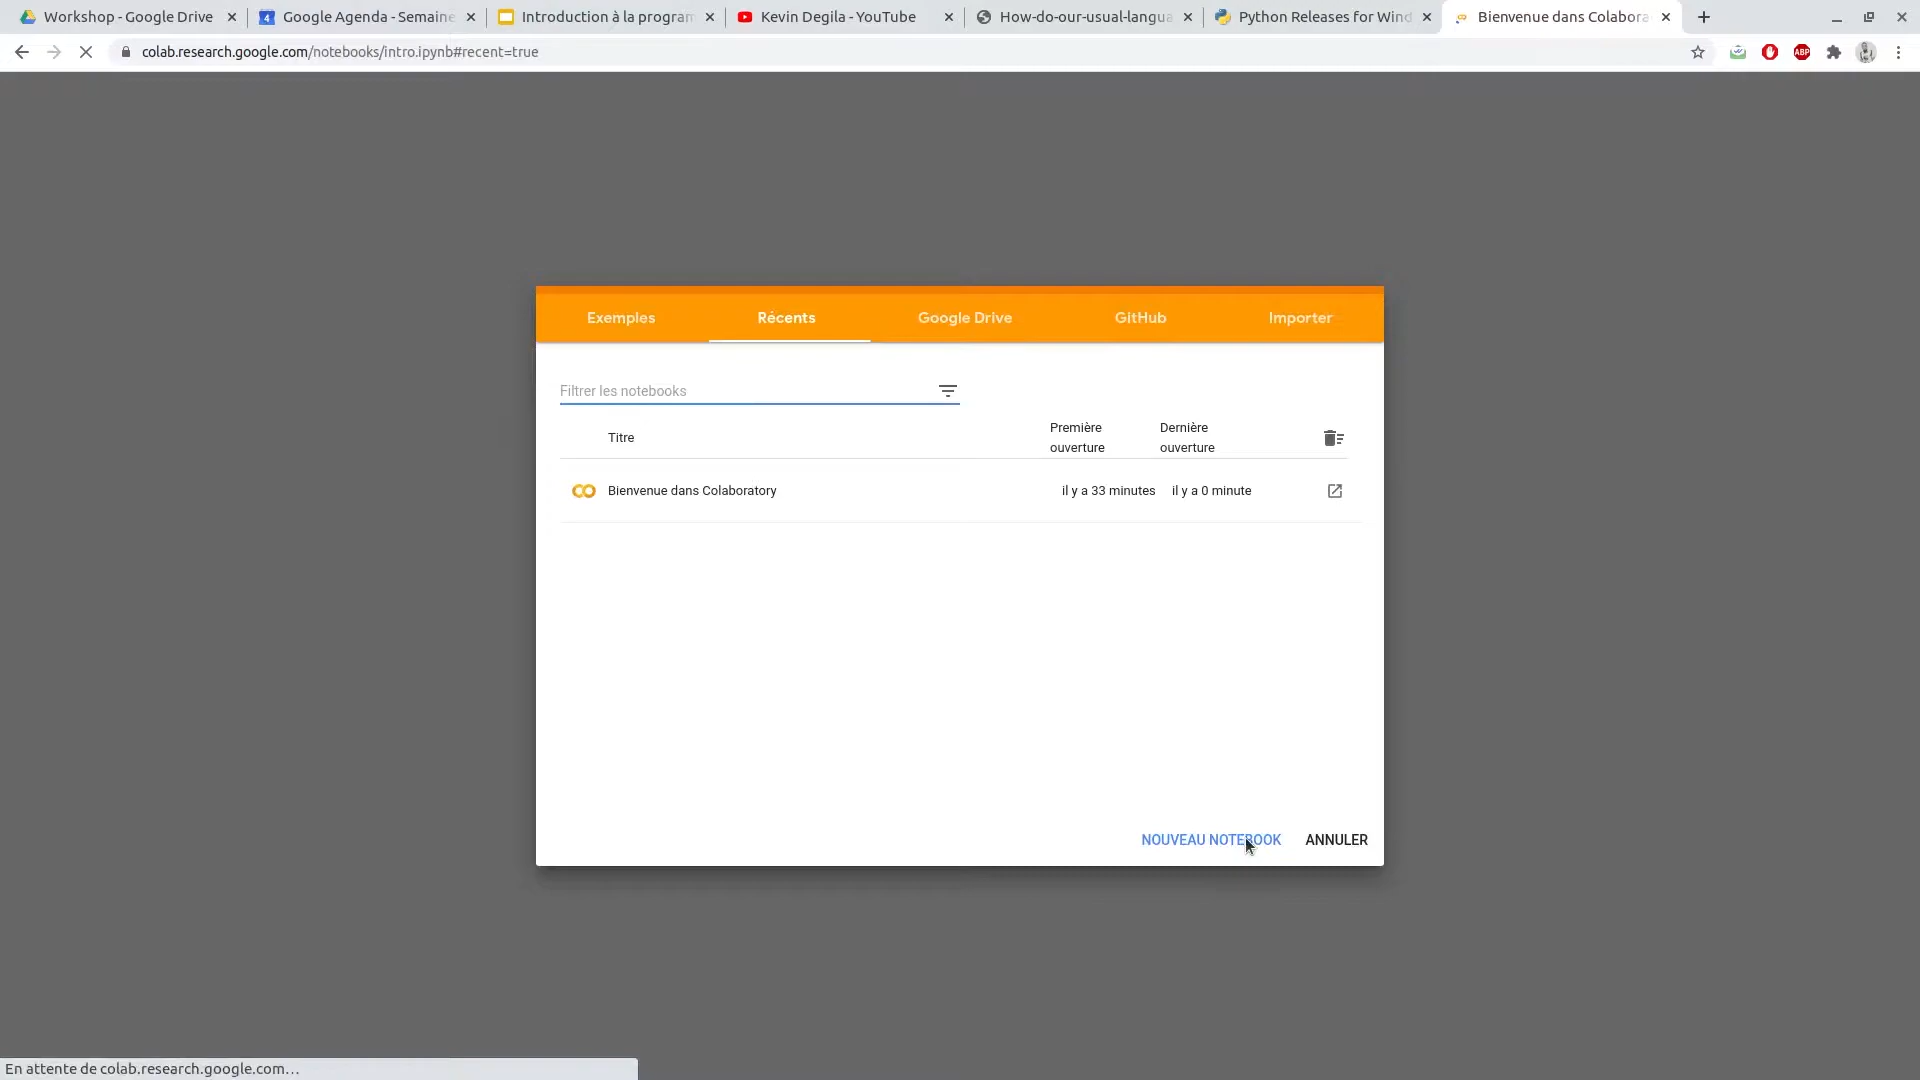 Workshop - Google Drive
Google Agenda - Semaine
Introduction à la program
Kevin Degila - YouTube
How-do-our-usual-langua
Python Releases for Wind
Bienvenue dans Colabora
colab.research.google.com/notebooks/intro.ipynb#recent=true
ABP
Exemples
Récents
Google Drive
GitHub
Importer
Filtrer les notebooks
Titre
Première
ouverture
Dernière
ouverture
Bienvenue dans Colaboratory
il y a 33 minutes
il y a 0 minute
NOUVEAU NOTEBOOK
ANNULER
En attente de colab.research.google.com…